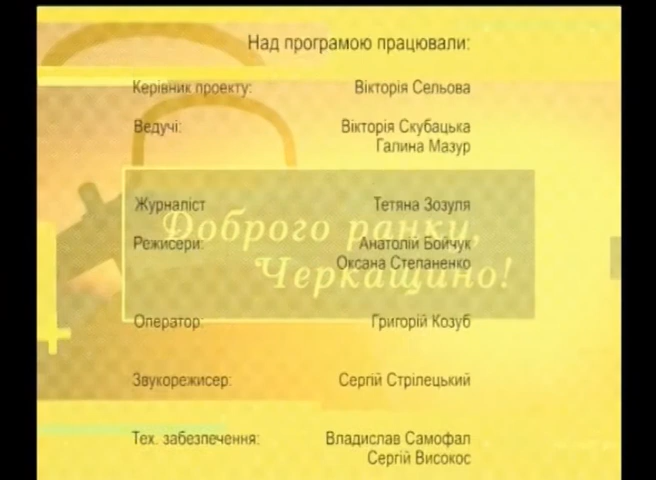 Над програмою працювали:
Керівник проекту: Вікторія Сельова
Ведучі: Вікторія Скубацька
Галина Мазур
Журналіст Тетяна Зозуля
Доброго ранку,
Режисери: Анатолій Бойчук
Оксана Степаненко
Черкащино!
Оператор: Григорій Козуб
Звукорежисер: Сергій Стрілецький
Тех. забезпечення: Владислав Самофал
Сергій Високос